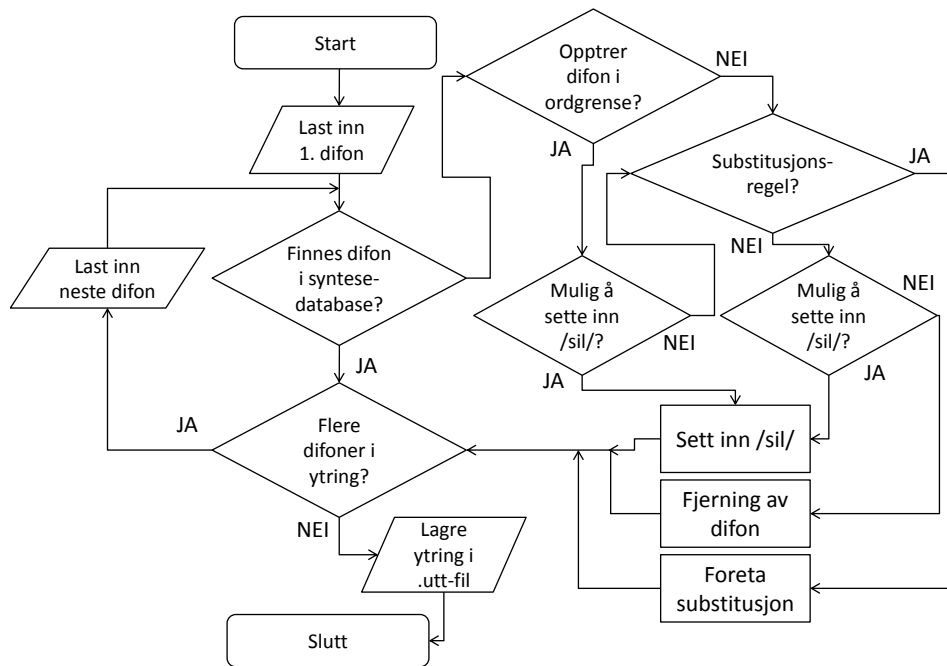 Start
Last inn
1. difon
Last inn
neste difon
Finnes difon
i syntese-
database?
JA
Flere
difoner i
ytring?
JA
NEI
Lagre
ytring i
.utt-fil
Slutt
Opptrer
difon i
ordgrense?
NEI
JA
Substitusjons-
regel?
JA
NEI
Mulig å
sette inn
/sil/?
NEI
JA
Mulig å
sette inn
/sil/?
NEI
JA
Sett inn /sil/
Fjerning av
difon
Foreta
substitusjon